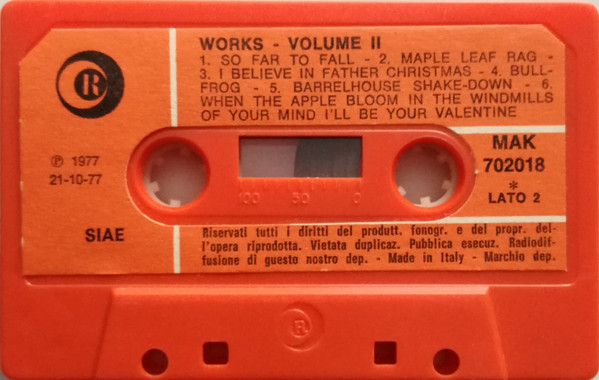 R
WORKS - VOLUME II
1. SO FAR TO FALL - 2. MAPLE LEAF RAG -
3. I BELIEVE IN FATHER CHRISTMAS - 4. BULL-
FROG - 5. BARRELHOUSE SHAKE-DOWN - 6.
WHEN THE APPLE BLOOM IN THE WINDMILLS
OF YOUR MIND I'LL BE YOUR VALENTINE
℗ 1977
21-10-77
SIAE
100 50 0
MAK
702018
*
LATO 2
Riservati tutti i diritti del produtt. fonogr. e del propr. del-
l'opera riprodotta. Vietata duplicaz. Pubblica esecuz. Radiodif-
fusione di questo nostro dep. - Made in Italy - Marchio dep.
R